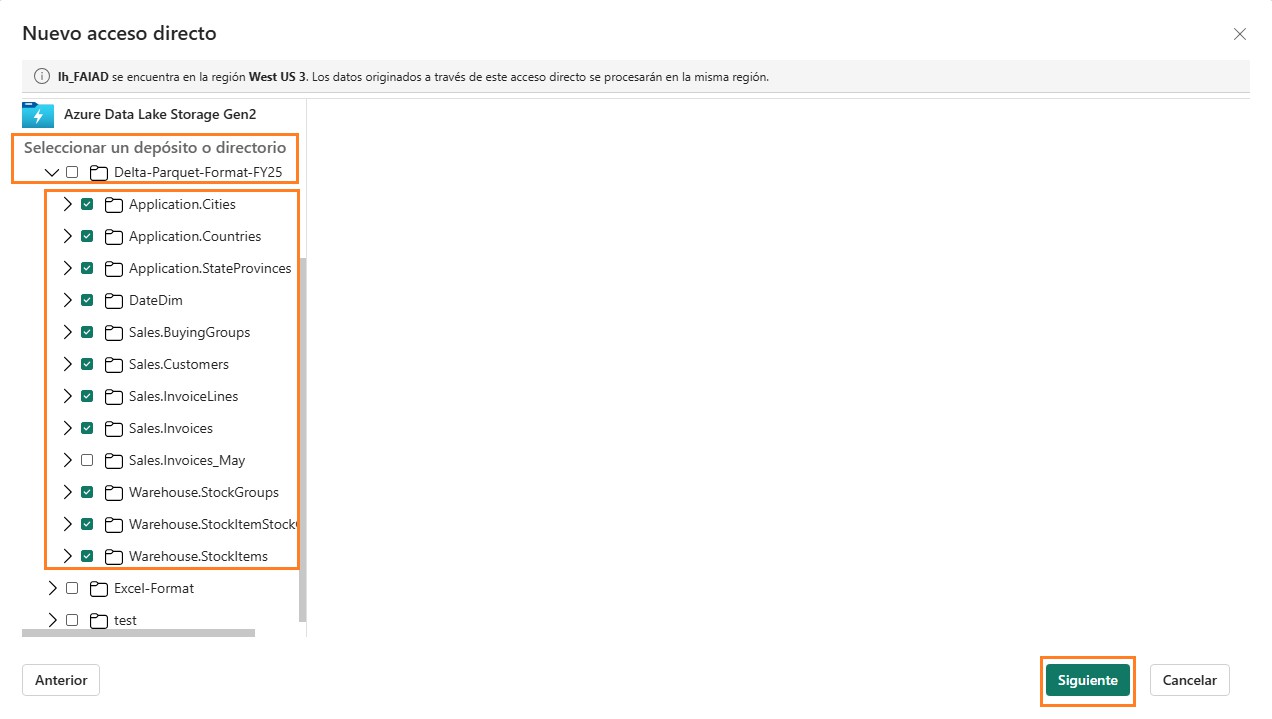 Nuevo acceso directo
lh_FAIAD se encuentra en la región West US 3. Los datos originados a través de este acceso directo se procesarán en la misma región.
Azure Data Lake Storage Gen2
Seleccionar un depósito o directorio
Delta-Parquet-Format-FY25
Application.Cities
Application.Countries
Application.StateProvinces
DateDim
Sales.BuyingGroups
Sales.Customers
Sales.InvoiceLines
Sales.Invoices
Sales.Invoices_May
Warehouse.StockGroups
Warehouse.StockItemStock
Warehouse.StockItems
Excel-Format
test
Anterior
Siguiente
Cancelar